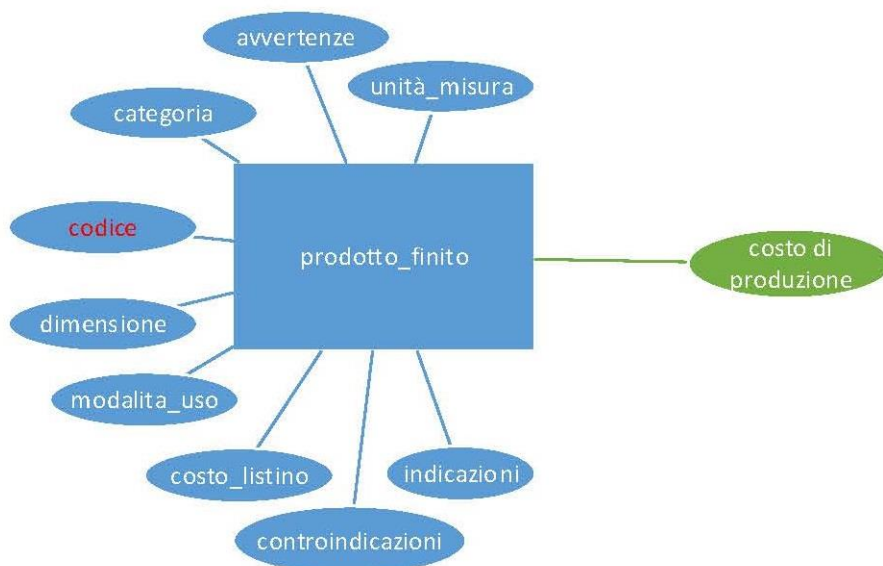 avvertenze
unità_misura
categoria
codice
prodotto_finito
costo di
produzione
dimensione
modalita_uso
costo_listino
indicazioni
controindicazioni